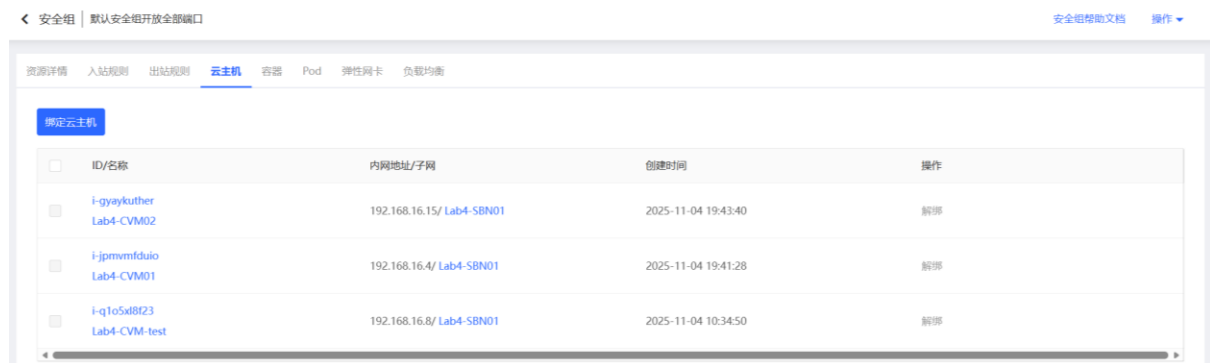 安全组 默认安全组开放全部端口 安全组帮助文档 操作
资源详情 入站规则 出站规则 云主机 容器 Pod 弹性网卡 负载均衡
绑定云主机
ID/名称 内网地址/子网 创建时间 操作
i-gyaykuther
Lab4-CVM02
192.168.16.15/ Lab4-SBN01 2025-11-04 19:43:40 解绑
i-jpmvmfduio
Lab4-CVM01
192.168.16.4/ Lab4-SBN01 2025-11-04 19:41:28 解绑
i-q1o5xl8f23
Lab4-CVM-test
192.168.16.8/ Lab4-SBN01 2025-11-04 10:34:50 解绑